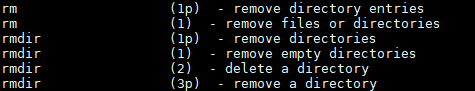 rm (1p) - remove directory entries
rm (1) - remove files or directories
rmdir (1p) - remove directories
rmdir (1) - remove empty directories
rmdir (2) - delete a directory
rmdir (3p) - remove a directory